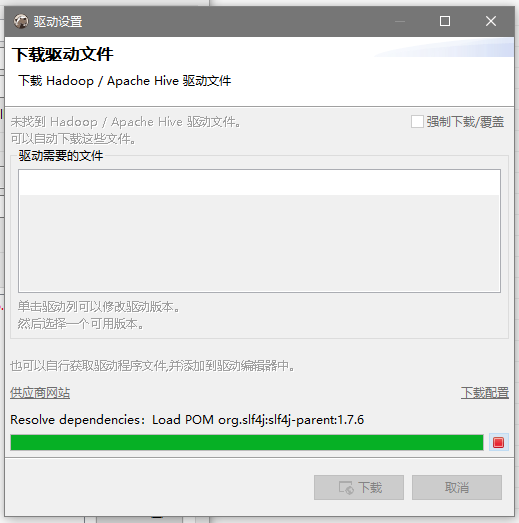 驱动设置
下载驱动文件
下载 Hadoop / Apache Hive 驱动文件
未找到 Hadoop / Apache Hive 驱动文件。
强制下载/覆盖
可以自动下载这些文件。
驱动需要的文件
单击驱动列可以修改驱动版本。
然后选择一个可用版本。
也可以自行获取驱动程序文件,并添加到驱动编辑器中。
供应商网站
下载配置
Resolve dependencies: Load POM org.slf4j:slf4j-parent:1.7.6
下载
取消